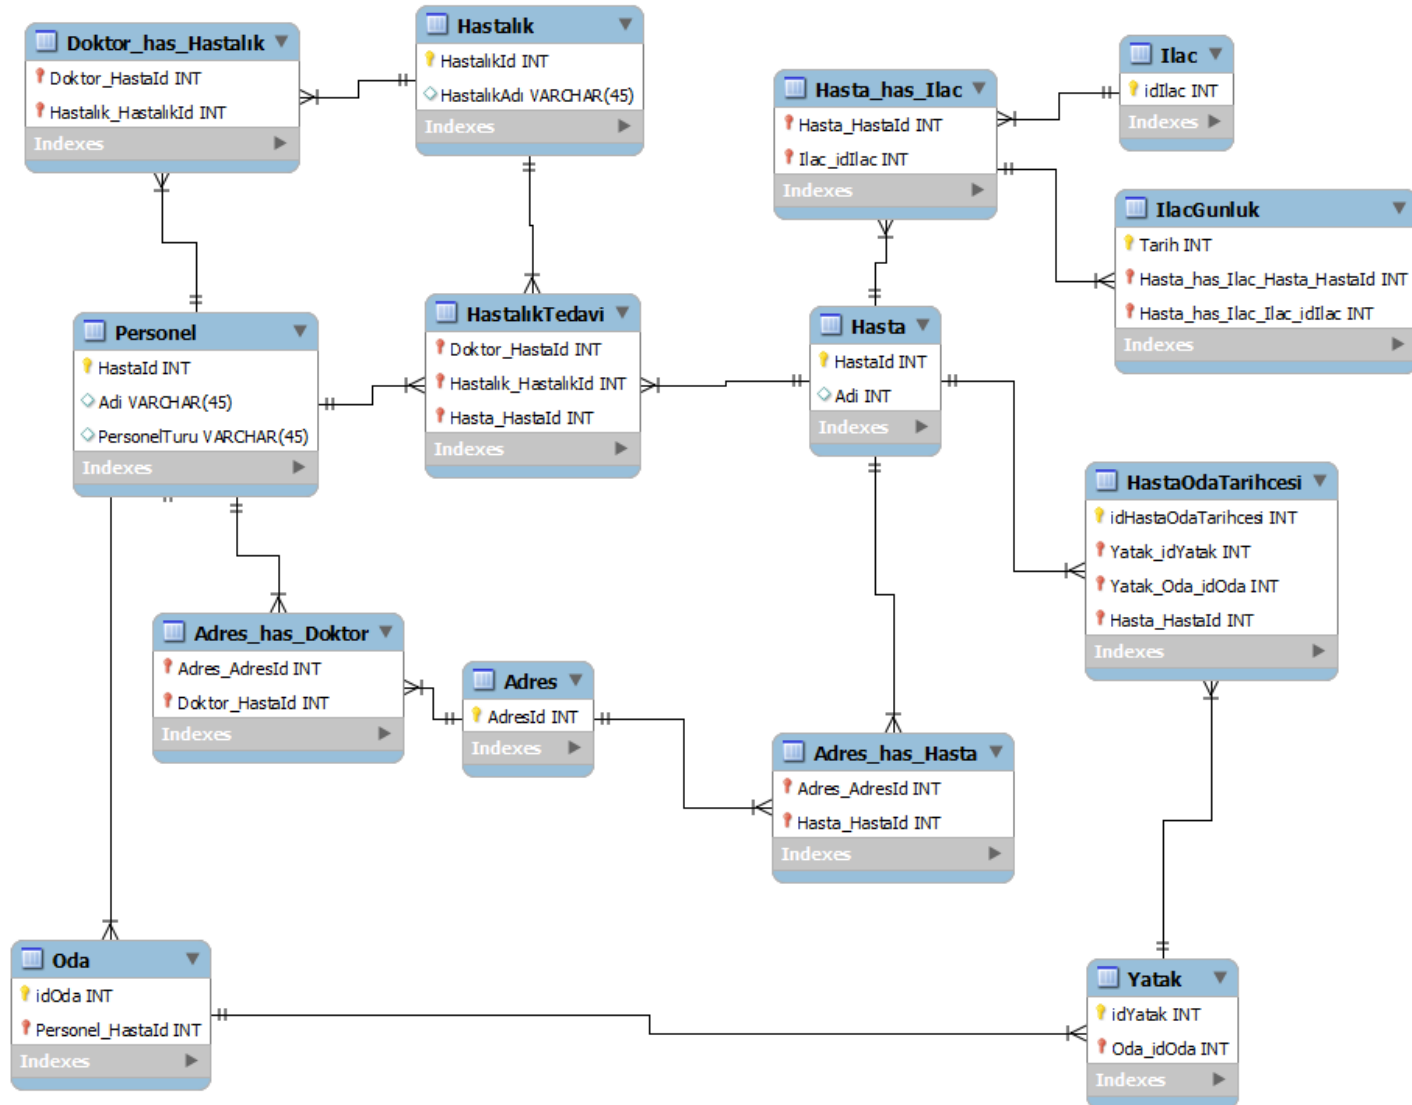 Doktor_has_Hastalık
Doktor_HastaId INT
Hastalık_HastalıkId INT
Indexes
Hastalık
HastalıkId INT
HastalıkAdı VARCHAR(45)
Indexes
Hasta_has_Ilac
Hasta_HastaId INT
Ilac_idIlac INT
Indexes
Ilac
idIlac INT
Indexes
IlacGunluk
Tarih INT
Hasta_has_Ilac_Hasta_HastaId INT
Hasta_has_Ilac_Ilac_idIlac INT
Indexes
Personel
HastaId INT
Adi VARCHAR(45)
PersonelTuru VARCHAR(45)
Indexes
HastalıkTedavi
Doktor_HastaId INT
Hastalık_HastalıkId INT
Hasta_HastaId INT
Indexes
Hasta
HastaId INT
Adi INT
Indexes
HastaOdaTarihcesi
idHastaOdaTarihcesi INT
Yatak_idYatak INT
Yatak_Oda_idOda INT
Hasta_HastaId INT
Indexes
Adres_has_Doktor
Adres_AdresId INT
Doktor_HastaId INT
Indexes
Adres
AdresId INT
Indexes
Adres_has_Hasta
Adres_AdresId INT
Hasta_HastaId INT
Indexes
Oda
idOda INT
Personel_HastaId INT
Indexes
Yatak
idYatak INT
Oda_idOda INT
Indexes